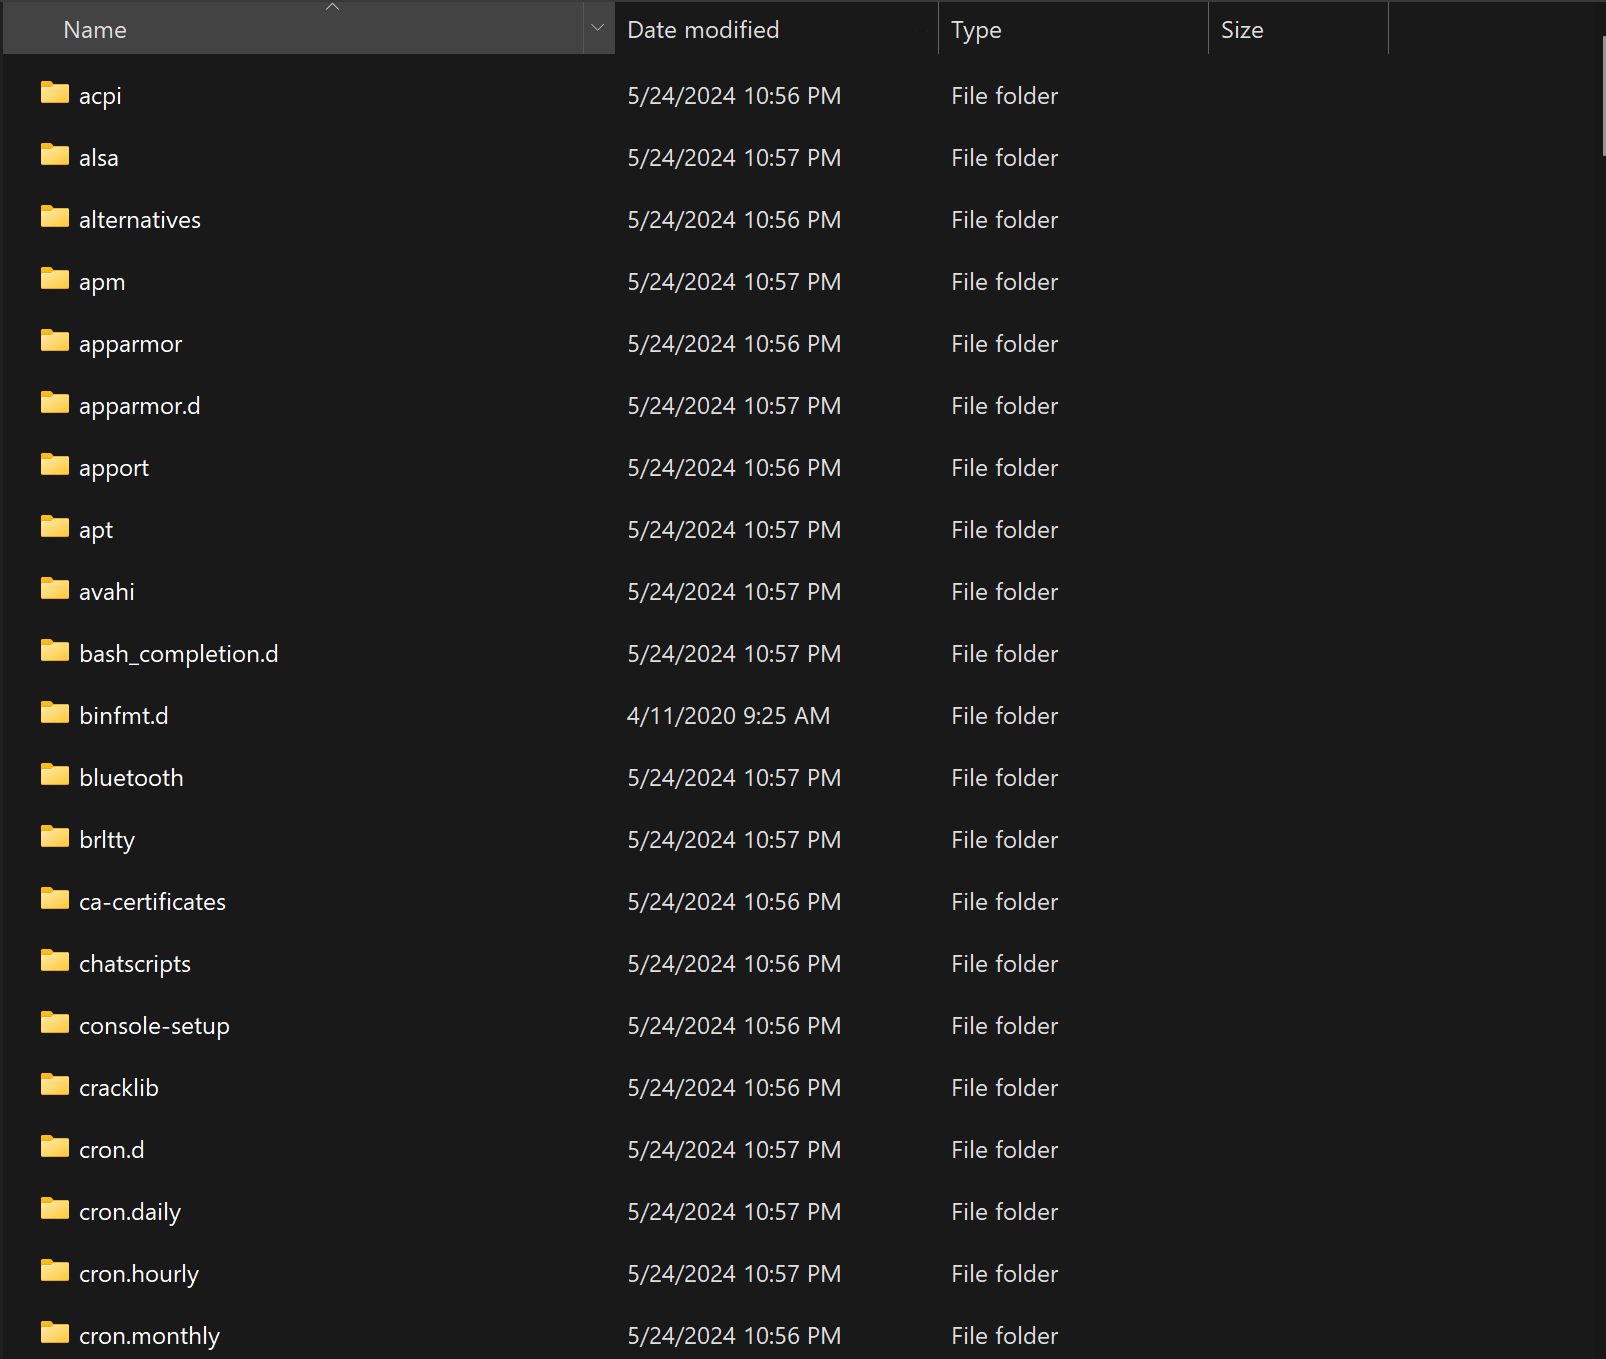 Name Date modified Type Size
acpi 5/24/2024 10:56 PM File folder
alsa 5/24/2024 10:57 PM File folder
alternatives 5/24/2024 10:56 PM File folder
apm 5/24/2024 10:57 PM File folder
apparmor 5/24/2024 10:56 PM File folder
apparmor.d 5/24/2024 10:57 PM File folder
apport 5/24/2024 10:56 PM File folder
apt 5/24/2024 10:57 PM File folder
avahi 5/24/2024 10:57 PM File folder
bash_completion.d 5/24/2024 10:57 PM File folder
binfmt.d 4/11/2020 9:25 AM File folder
bluetooth 5/24/2024 10:57 PM File folder
brltty 5/24/2024 10:57 PM File folder
ca-certificates 5/24/2024 10:56 PM File folder
chatscripts 5/24/2024 10:56 PM File folder
console-setup 5/24/2024 10:56 PM File folder
cracklib 5/24/2024 10:56 PM File folder
cron.d 5/24/2024 10:57 PM File folder
cron.daily 5/24/2024 10:57 PM File folder
cron.hourly 5/24/2024 10:57 PM File folder
cron.monthly 5/24/2024 10:56 PM File folder